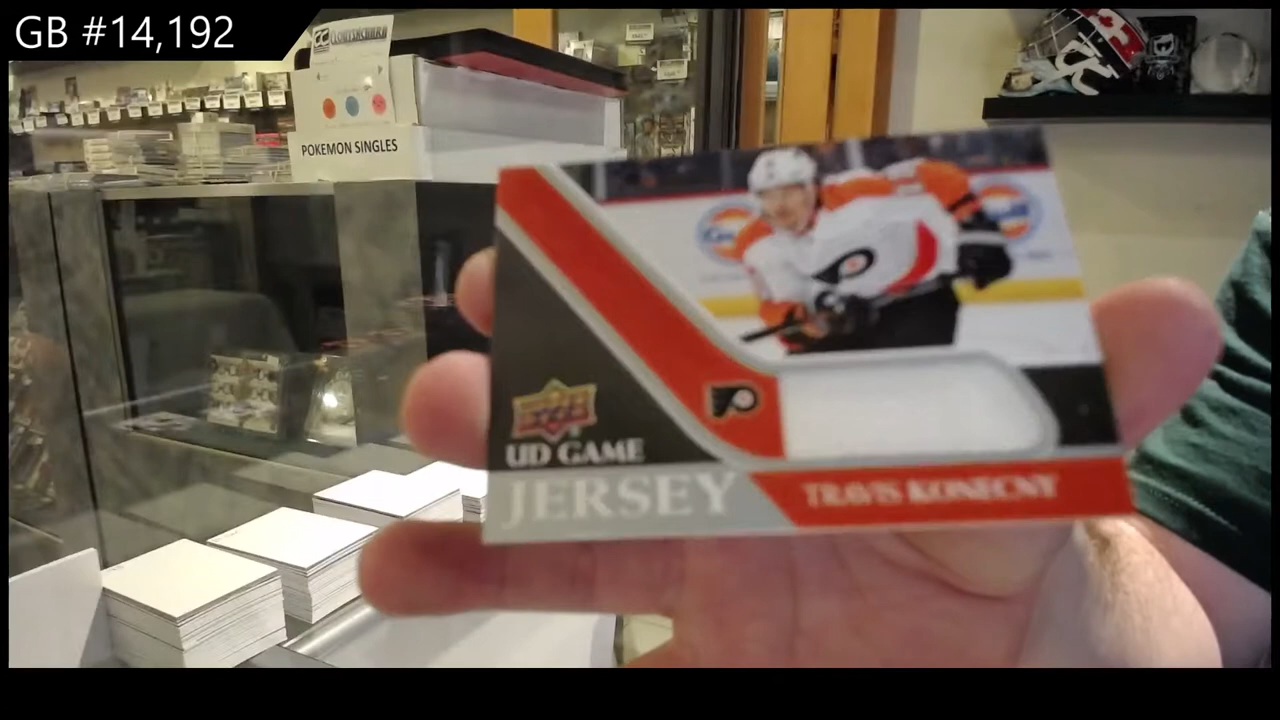 GB #14,192
POKEMON SINGLES
UD GAME
JERSEY
TRAVIS KONECNY